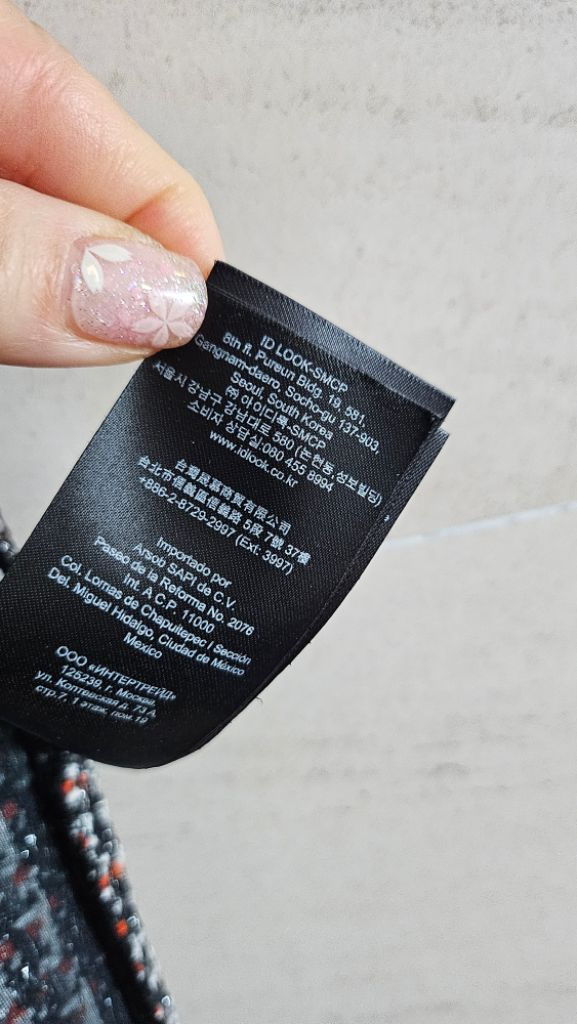 ID LOOK-SMCP
5th fl. Pureun Bldg. 19, 581,
Gangnam-daero, Socho-gu 137-903,
Seoul, South Korea
㈜ 아이디룩-SMCP
서울시 강남구 강남대로 580 (논현동, 성보빌딩)
소비자 상담실:080 455 8994
www.idlook.co.kr
台灣晟慕商貿有限公司
台北市信義區信義路 5段 7號 37樓
+886-2-8729-2907 (Ext: 3997)
Importado por
Arsou SAPI de C.V.
Paseo de la Reforma No. 2076
Int. A C.P. 11000
Col. Lomas de Chapultepec I Sección
Del. Miguel Hidalgo, Ciudad de México
Mexico
ООО «ИНТЕРТРЕЙД»
125239, г. Москва,
ул. Коптевская д. 73 А
стр.7, 1 этаж, пом.19